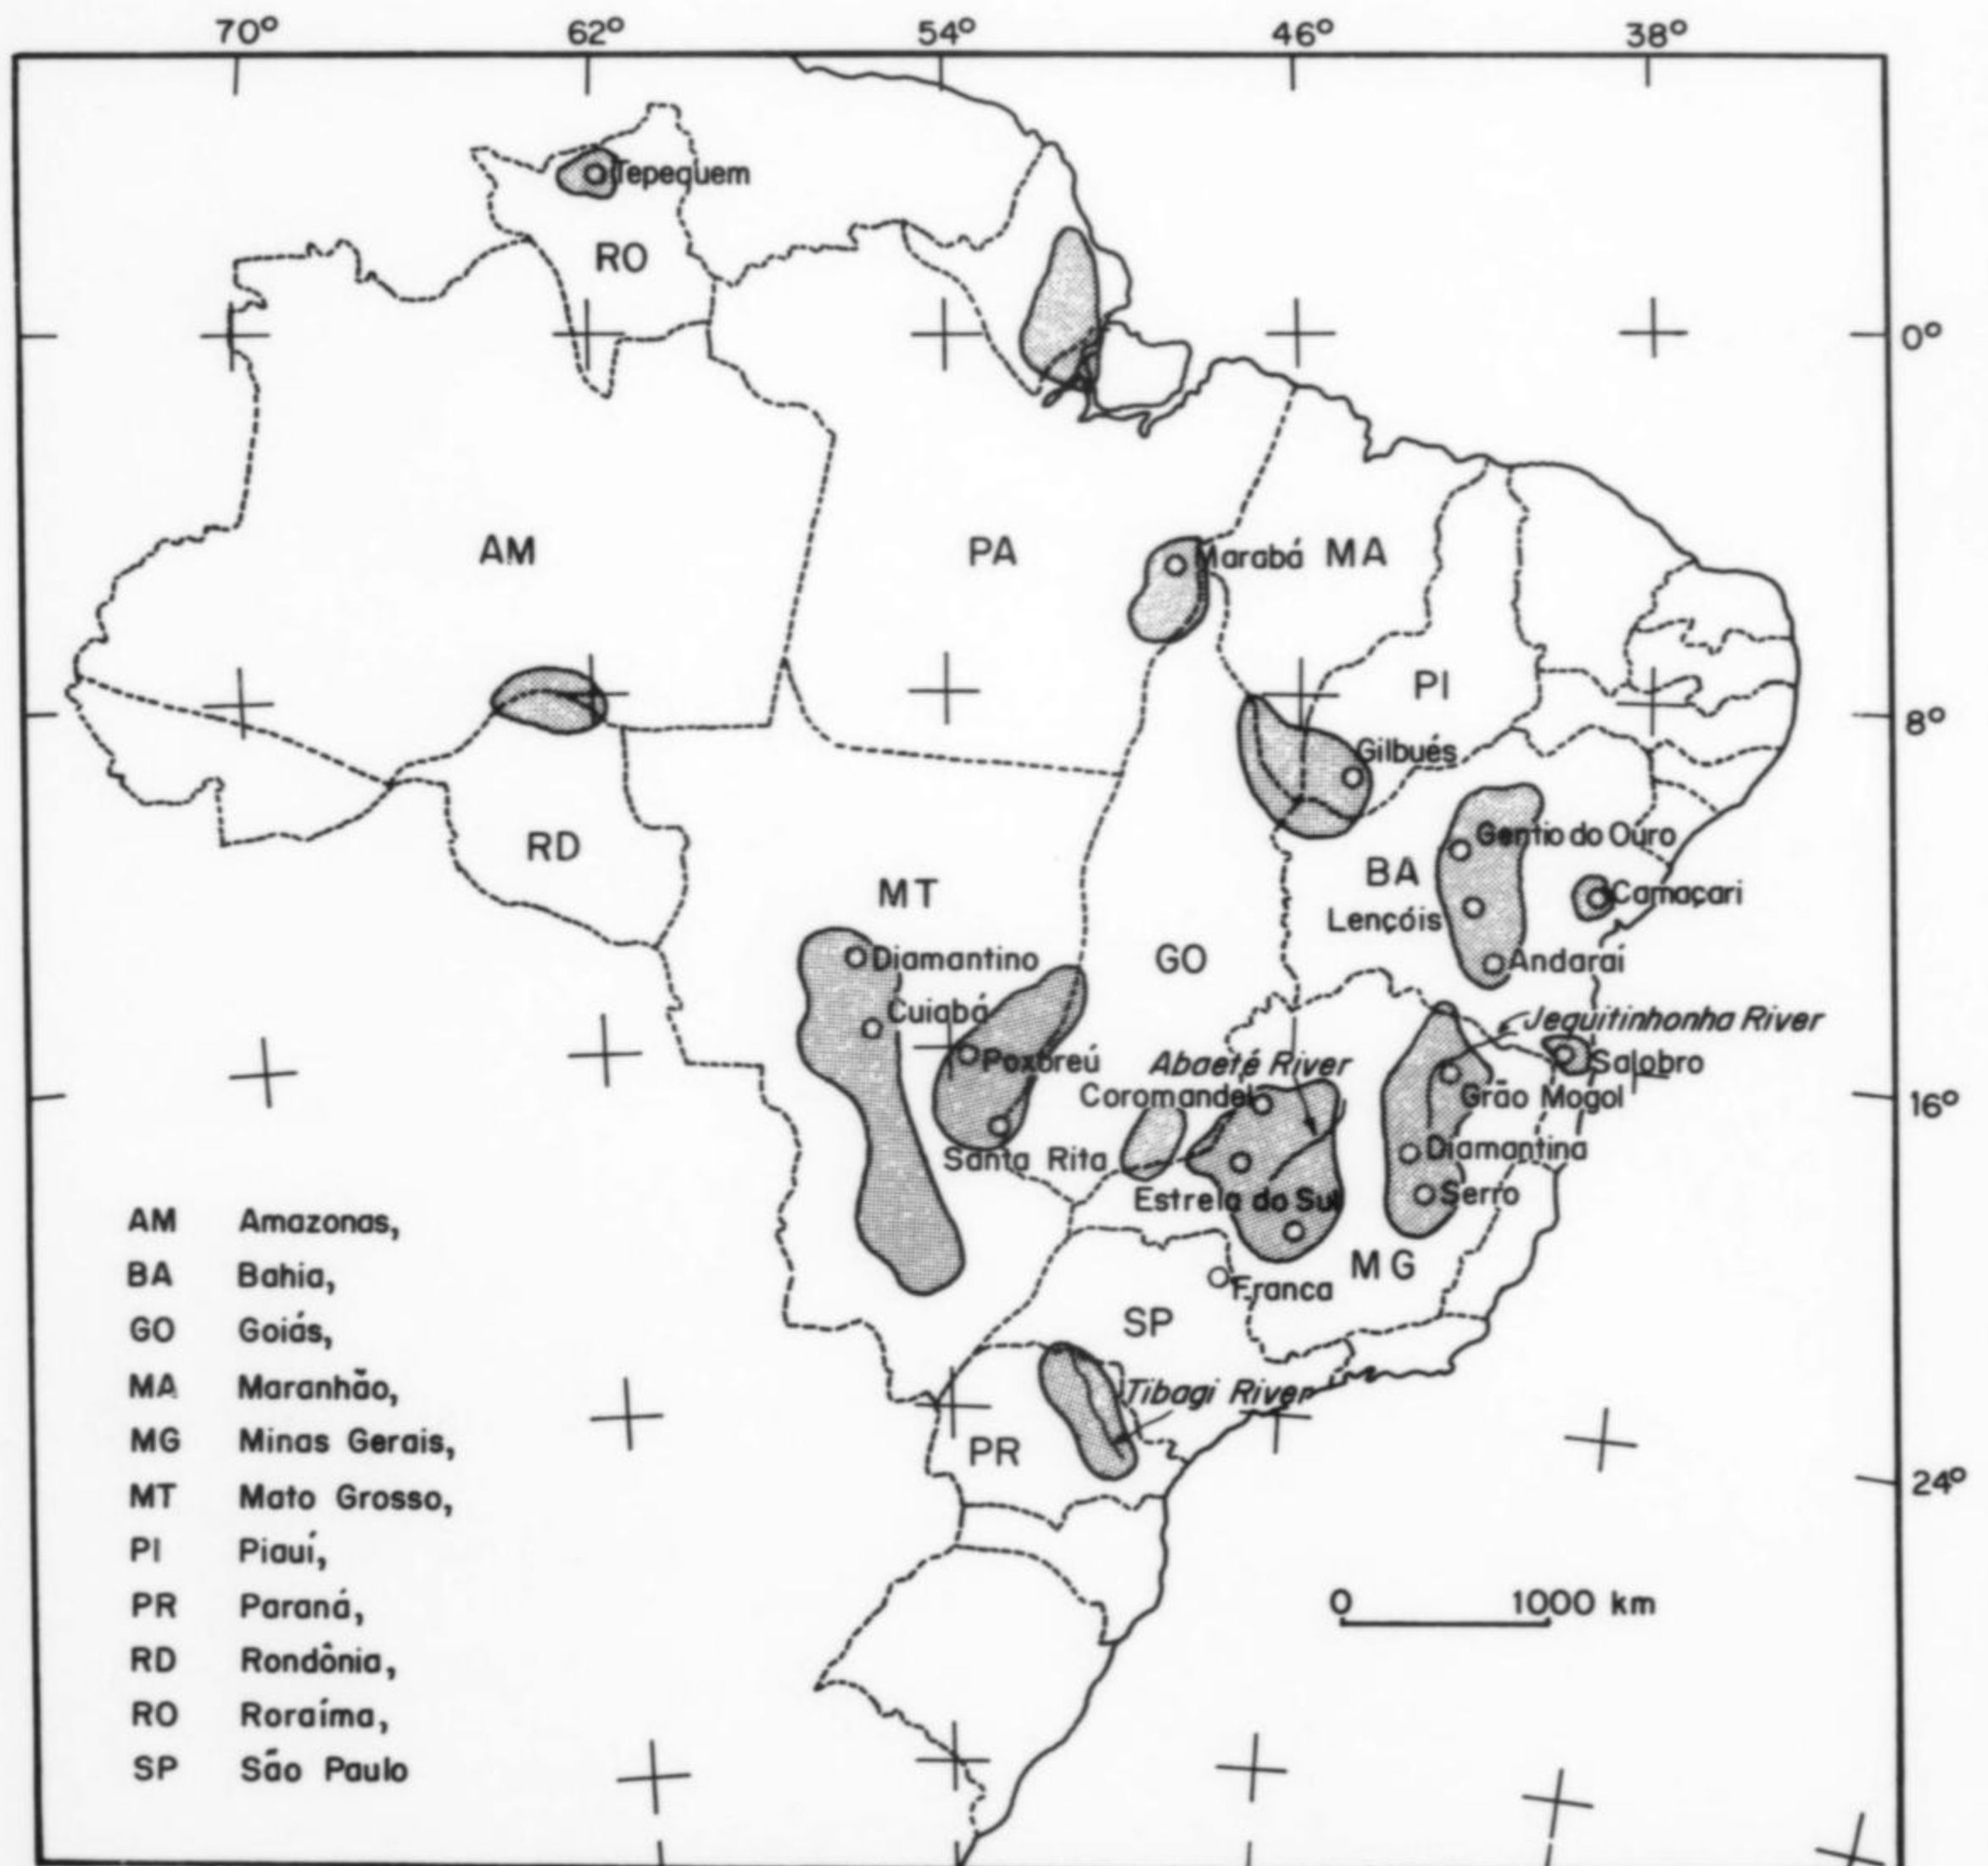 70° 62° 54° 46° 38°
Tepequem
RO
0°
AM PA Marabá MA
PI
8°
Gilbués
Gentio do Ouro
RD
BA
MT Camaçari
Lençóis
Diamantino GO Andaraí
Cuiabá
Jequitinhonha River
Poxoreú Abaeté River Salobro
Coromandel Grão Mogol
16°
Santa Rita Diamantina
Estrela do Sul Serro
MG
Franca
SP
Tibagi River
PR
24°
AM Amazonas,
BA Bahia,
GO Goiás,
MA Maranhão,
MG Minas Gerais,
MT Mato Grosso,
PI Piauí,
PR Paraná,
RD Rondônia,
RO Roraíma,
SP São Paulo
0 1000 km